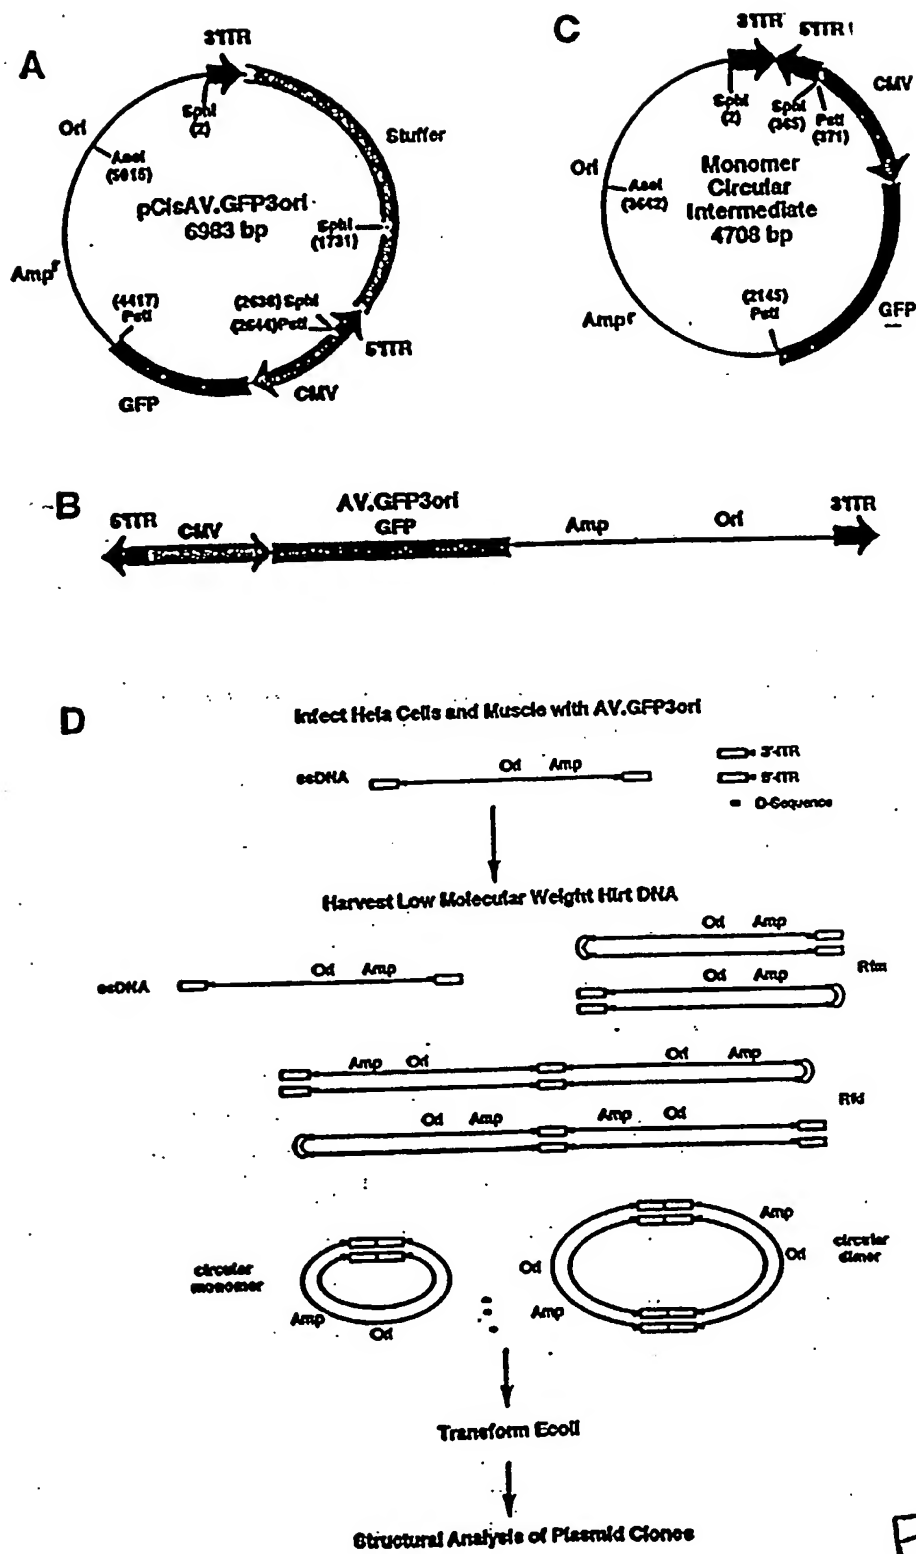 A
3'ITR
SphI
(2)
Ori
AseI
(5015)
Stuffer
pCisAV.GFP3ori
6983 bp
SphI
(1731)
Ampr
(4417)
PstI
(2636) SphI
(2644) PstI
5'ITR
CMV
GFP
C
3'ITR
5'ITR
SphI
(2)
SphI
(365)
PstI
(371)
CMV
Ori
AseI
(3642)
Monomer
Circular
Intermediate
4708 bp
(2145)
PstI
Ampr
GFP
B
AV.GFP3ori
5'ITR
CMV
GFP
Amp
Ori
3'ITR
D
Infect Hela Cells and Muscle with AV.GFP3ori
ssDNA
Ori Amp
3'-ITR
5'-ITR
D-Sequence
Harvest Low Molecular Weight Hirt DNA
ssDNA
Ori Amp
Ori Amp
Rfm
Ori Amp
Amp Ori
Ori Amp
Rfd
Ori Amp
Amp Ori
circular
monomer
Amp
Ori
Amp
Ori
Ori
Amp
circular
dimer
Transform Ecoli
Structural Analysis of Plasmid Clones